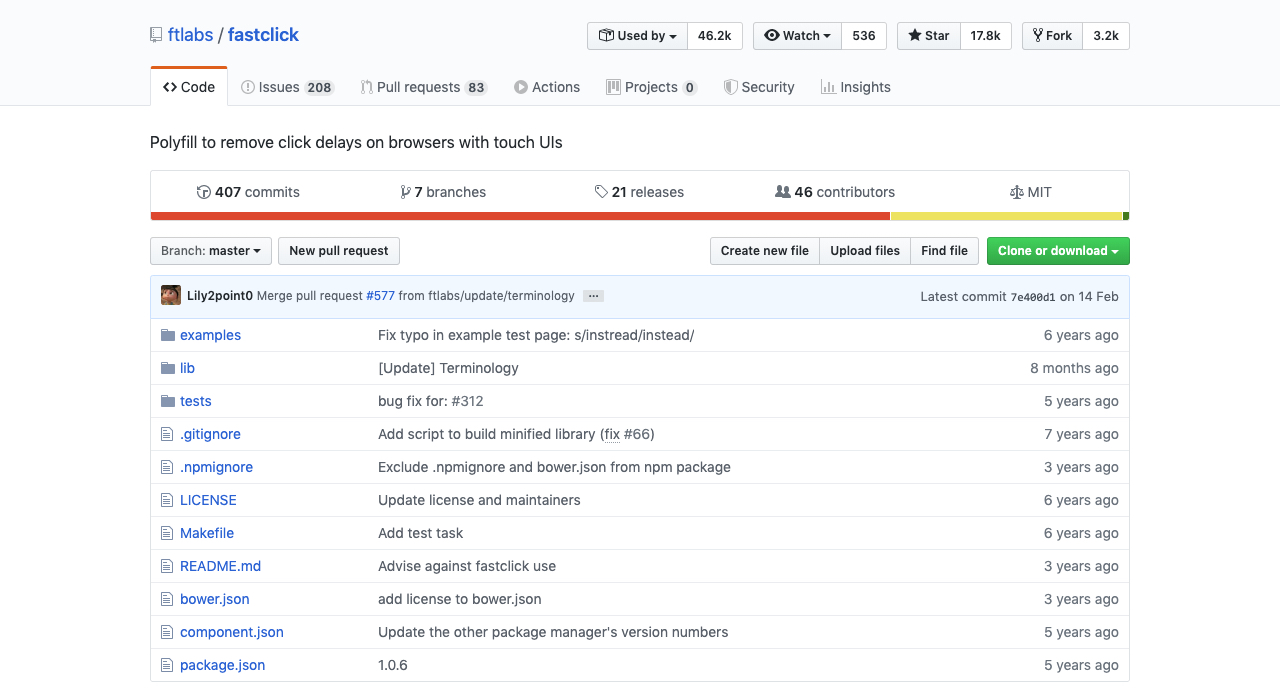 ftlabs / fastclick
Used by 46.2k Watch 536 Star 17.8k Fork 3.2k
Code Issues 208 Pull requests 83 Actions Projects 0 Security Insights
Polyfill to remove click delays on browsers with touch UIs
407 commits 7 branches 21 releases 46 contributors MIT
Branch: master New pull request Create new file Upload files Find file Clone or download
Lily2point0 Merge pull request #577 from ftlabs/update/terminology … Latest commit 7e400d1 on 14 Feb
examples Fix typo in example test page: s/instread/instead/ 6 years ago
lib [Update] Terminology 8 months ago
tests bug fix for: #312 5 years ago
.gitignore Add script to build minified library (fix #66) 7 years ago
.npmignore Exclude .npmignore and bower.json from npm package 3 years ago
LICENSE Update license and maintainers 6 years ago
Makefile Add test task 6 years ago
README.md Advise against fastclick use 3 years ago
bower.json add license to bower.json 3 years ago
component.json Update the other package manager's version numbers 5 years ago
package.json 1.0.6 5 years ago